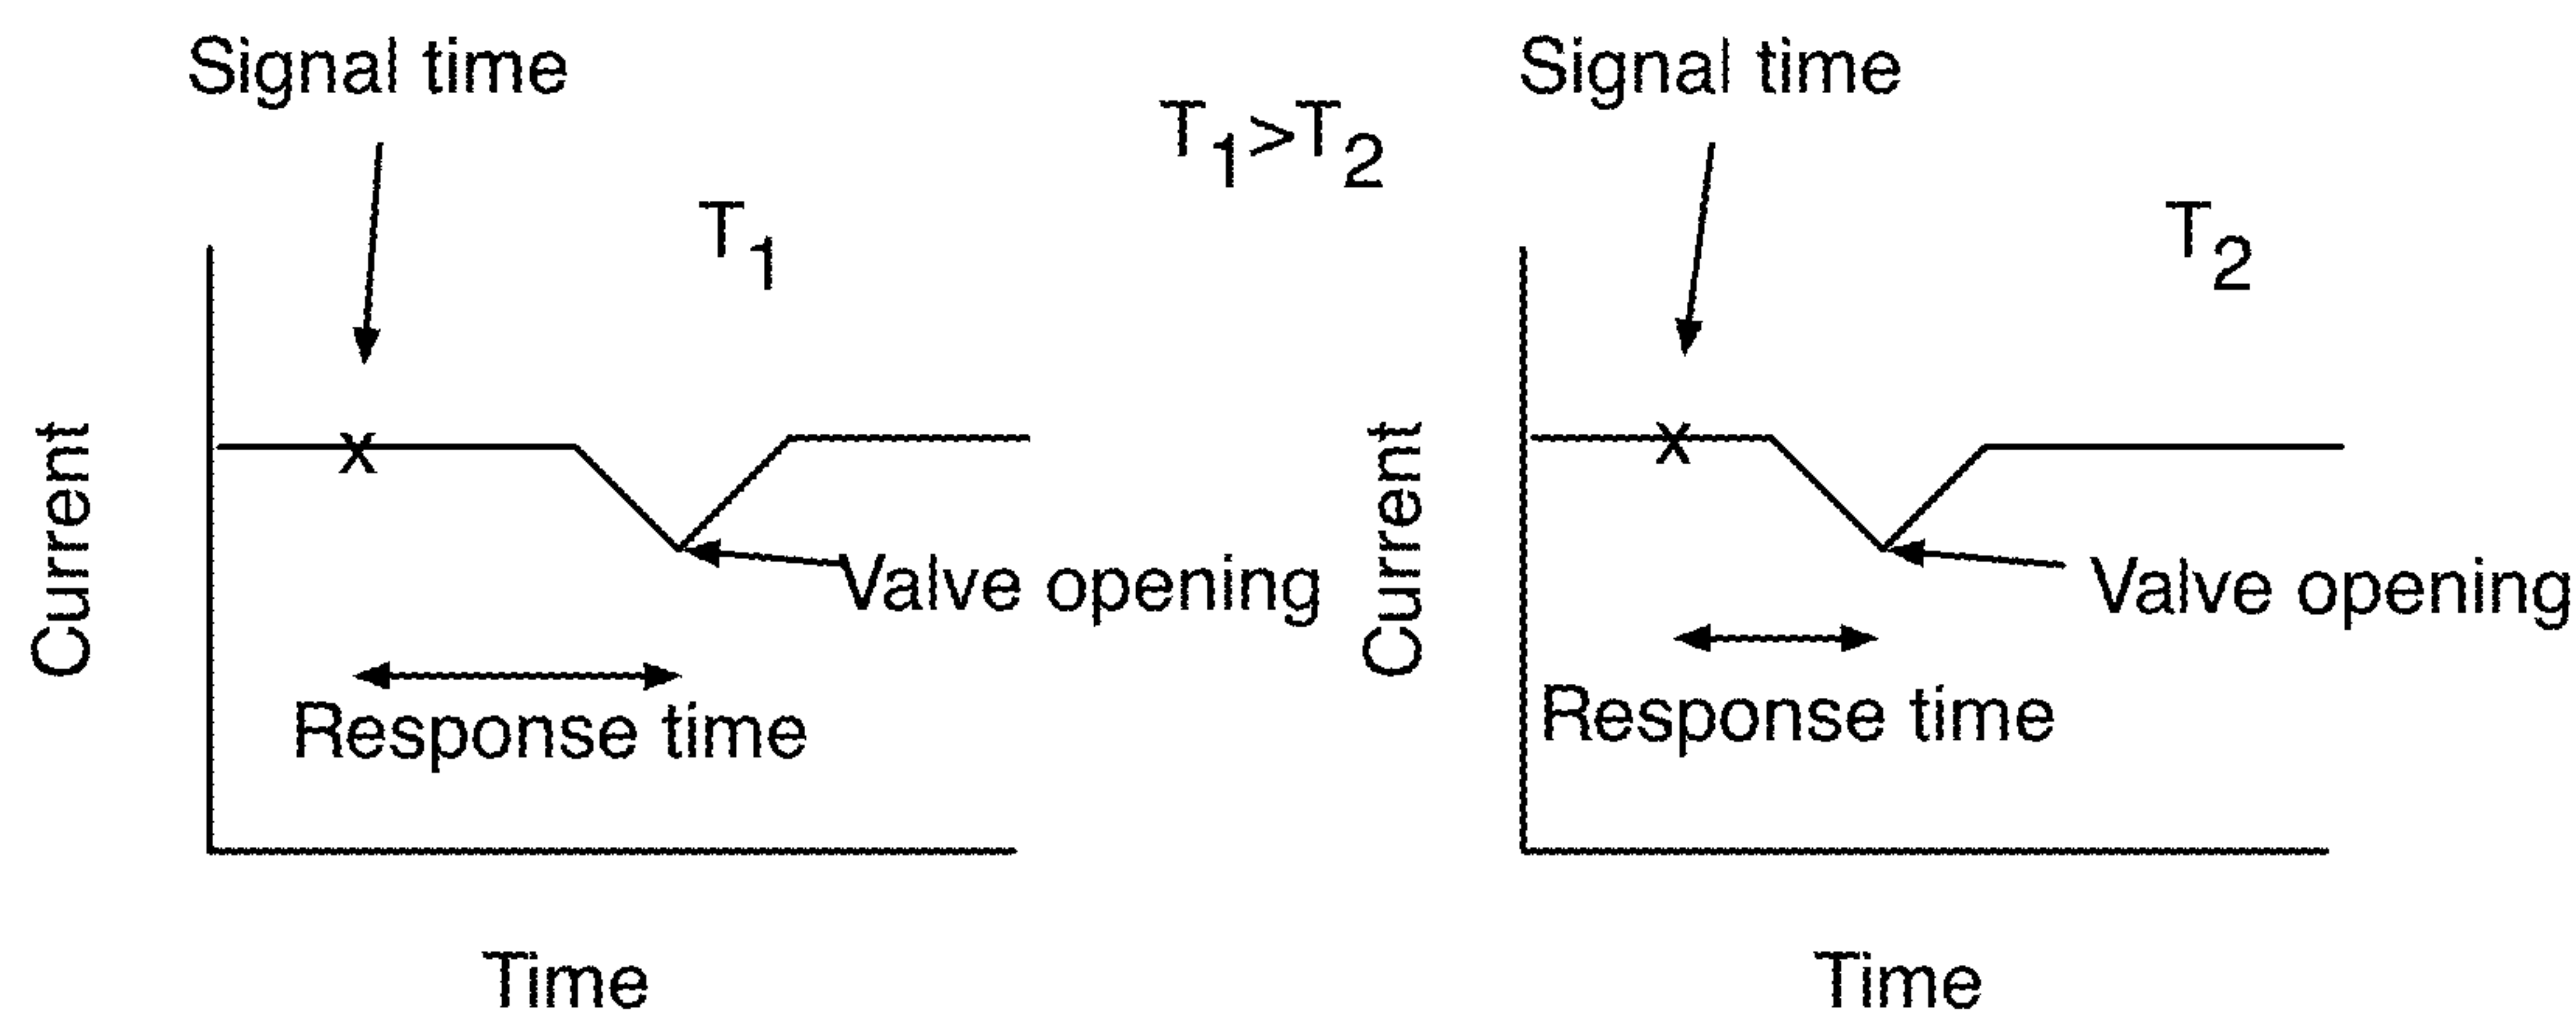 Signal time
T1>T2
Signal time
T1
T2
Current
x
Valve opening
Response time
Time
Current
x
Valve opening
Response time
Time